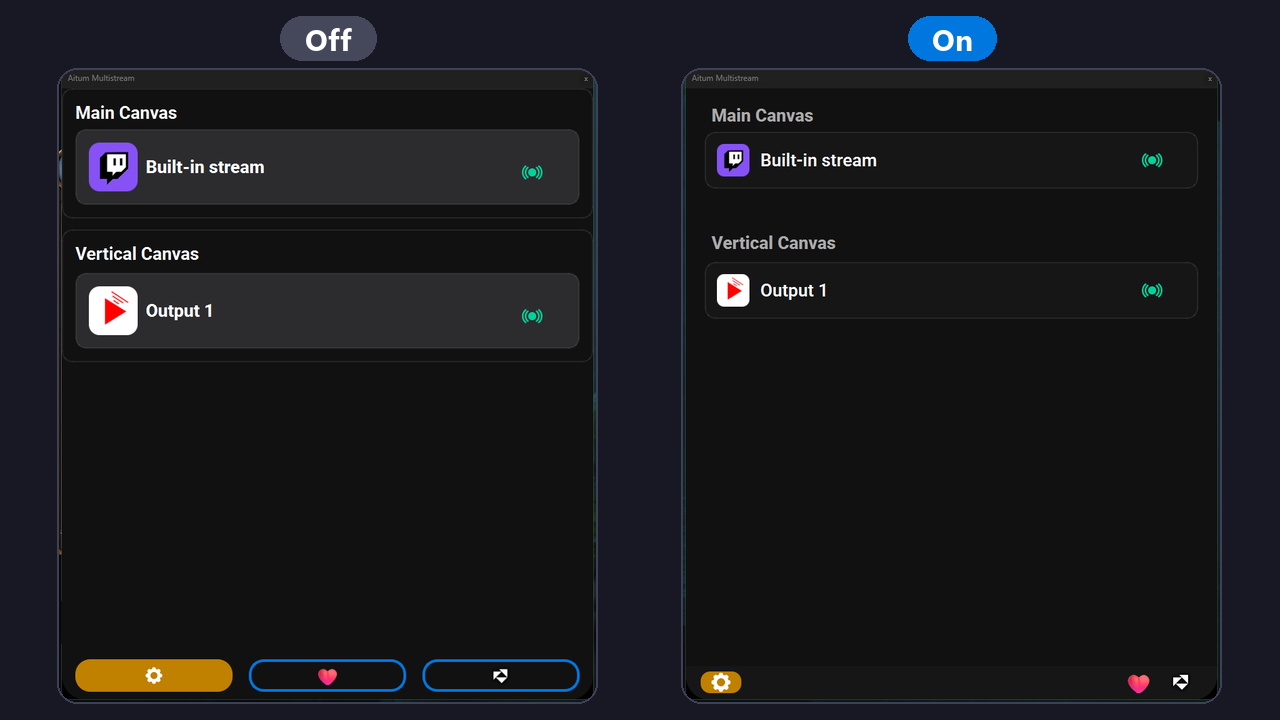 Off
On
Aitum Multistream
x
Main Canvas
Built-in stream
Vertical Canvas
Output 1
Aitum Multistream
x
Main Canvas
Built-in stream
Vertical Canvas
Output 1